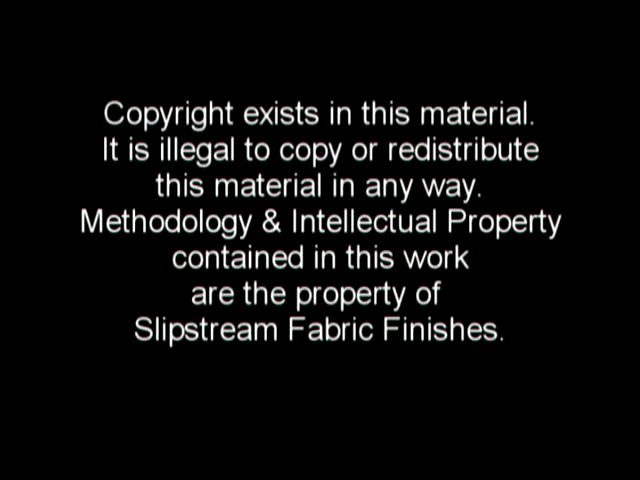 Copyright exists in this material.
It is illegal to copy or redistribute
this material in any way.
Methodology & Intellectual Property
contained in this work
are the property of
Slipstream Fabric Finishes.